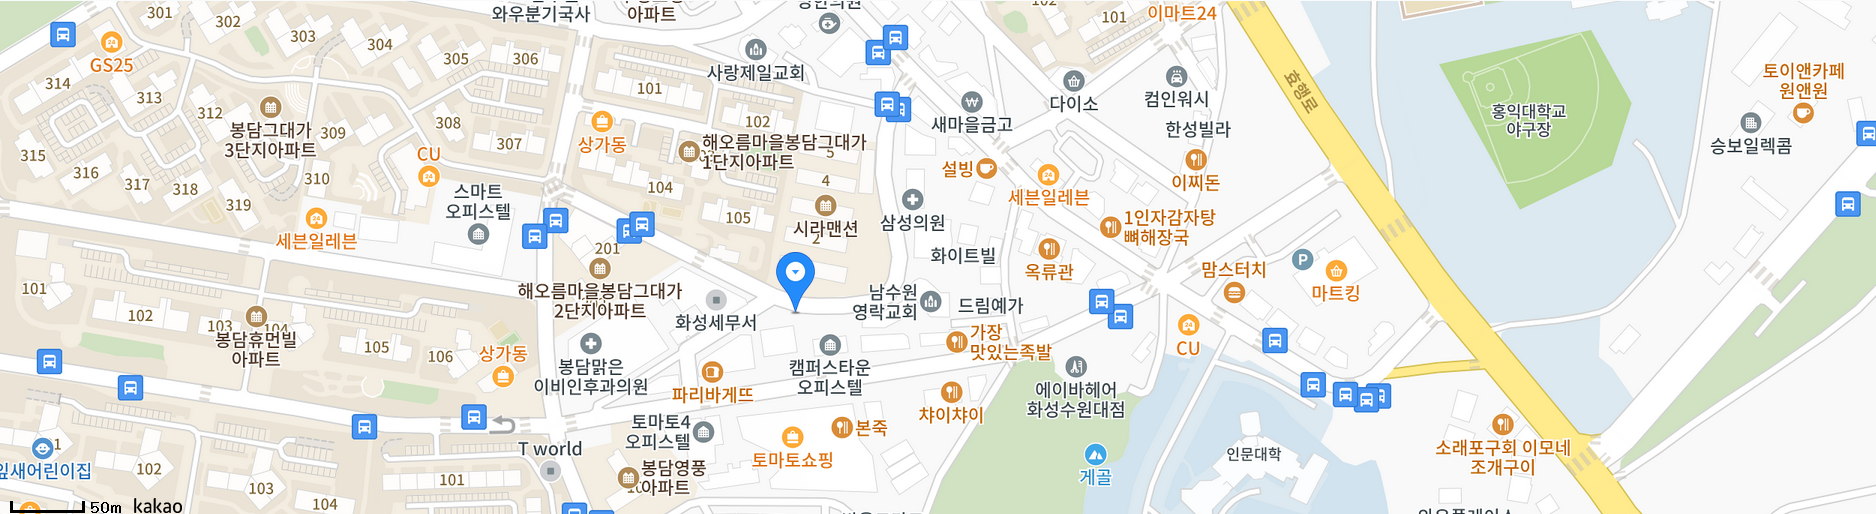 와우분기국사
아파트
이마트24
101
301
302
303
304
305
306
GS25
314
313
312
309
308
307
315
316
317
318
319
310
봉담그대가
3단지아파트
CU
스마트
오피스텔
세븐일레븐
101
102
상가동
104
105
해오름마을봉담그대가
1단지아파트
사랑제일교회
5
4
시라맨션
2
새마을금고
설빙
다이소
컴인워시
한성빌라
이찌돈
세븐일레븐
1인자감자탕
뼈해장국
옥류관
삼성의원
화이트빌
맘스터치
P
마트킹
효행로
홍익대학교
야구장
토이앤카페
원앤원
승보일렉콤
201
해오름마을봉담그대가
2단지아파트
화성세무서
남수원
영락교회
드림예가
가장
맛있는족발
101
102
103
104
봉담휴먼빌
아파트
105
106
상가동
봉담맑은
이비인후과의원
파리바게뜨
캠퍼스타운
오피스텔
챠이챠이
에이바헤어
화성수원대점
CU
게골
인문대학
소래포구회 이모네
조개구이
토마토4
오피스텔
본죽
토마토쇼핑
T world
봉담영풍
아파트
잎새어린이집
102
103
104
101
50m
kakao